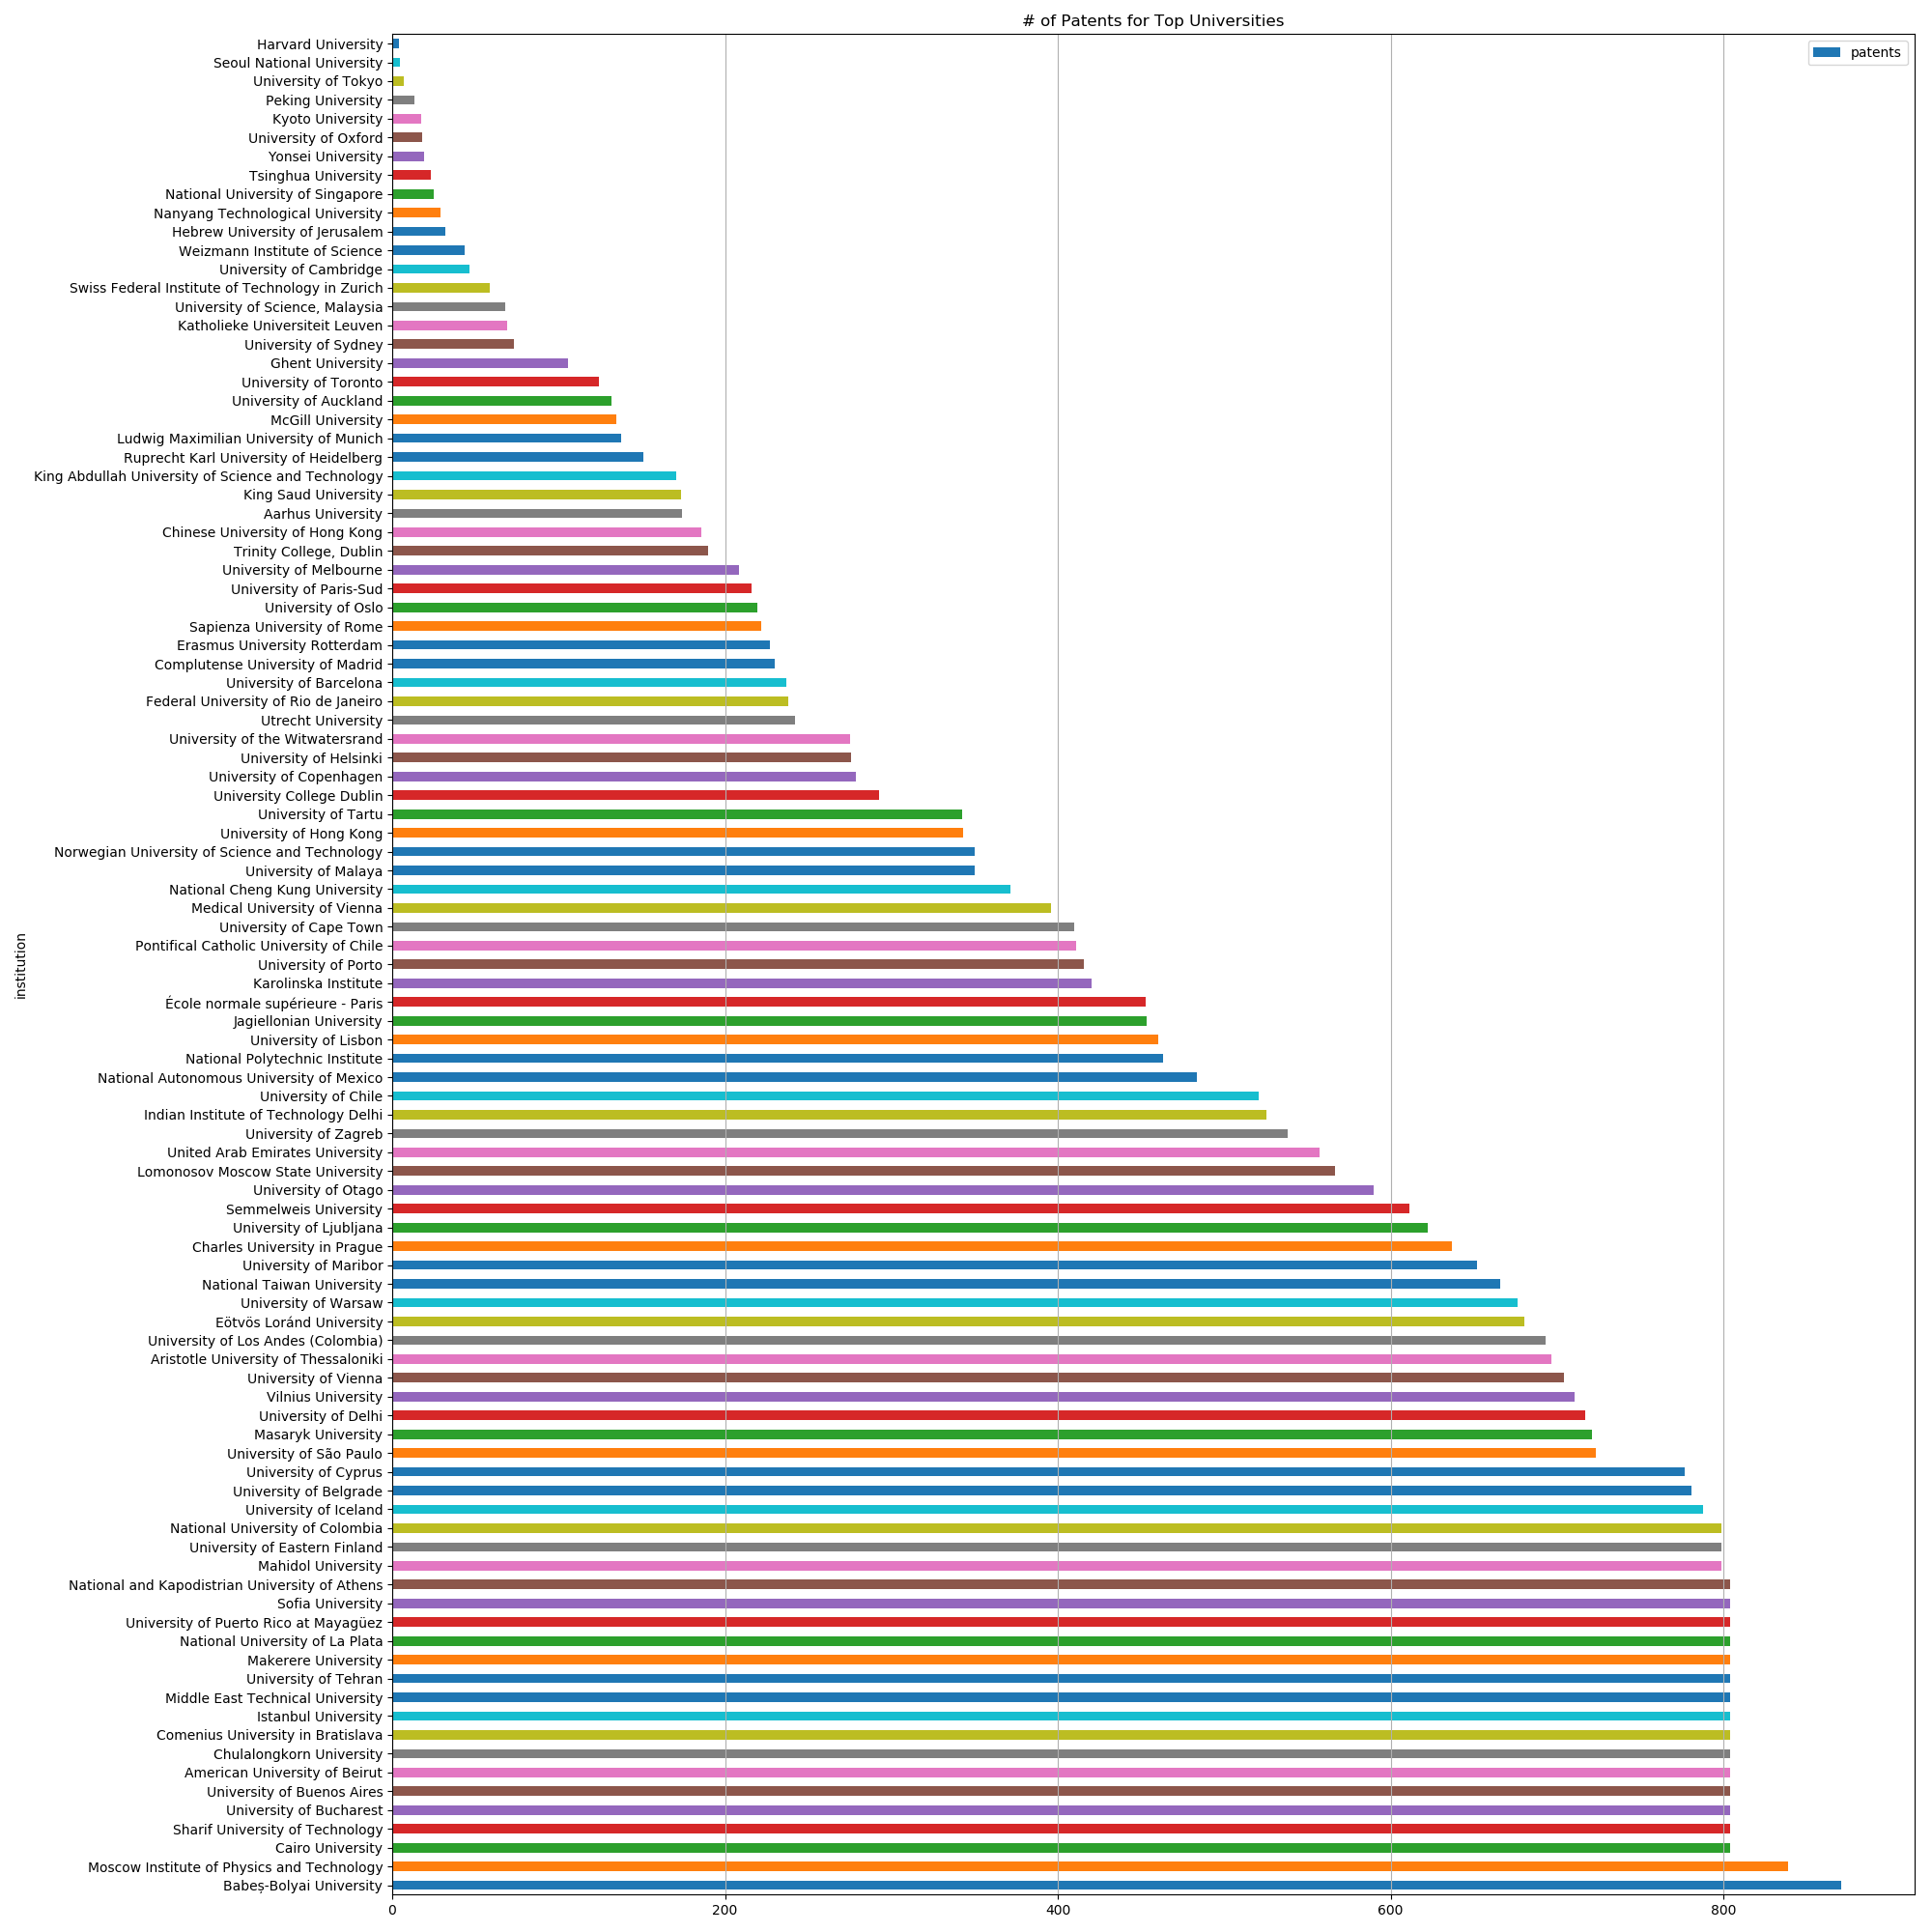 # of Patents for Top Universities
patents
institution
Harvard University
Seoul National University
University of Tokyo
Peking University
Kyoto University
University of Oxford
Yonsei University
Tsinghua University
National University of Singapore
Nanyang Technological University
Hebrew University of Jerusalem
Weizmann Institute of Science
University of Cambridge
Swiss Federal Institute of Technology in Zurich
University of Science, Malaysia
Katholieke Universiteit Leuven
University of Sydney
Ghent University
University of Toronto
University of Auckland
McGill University
Ludwig Maximilian University of Munich
Ruprecht Karl University of Heidelberg
King Abdullah University of Science and Technology
King Saud University
Aarhus University
Chinese University of Hong Kong
Trinity College, Dublin
University of Melbourne
University of Paris-Sud
University of Oslo
Sapienza University of Rome
Erasmus University Rotterdam
Complutense University of Madrid
University of Barcelona
Federal University of Rio de Janeiro
Utrecht University
University of the Witwatersrand
University of Helsinki
University of Copenhagen
University College Dublin
University of Tartu
University of Hong Kong
Norwegian University of Science and Technology
University of Malaya
National Cheng Kung University
Medical University of Vienna
University of Cape Town
Pontifical Catholic University of Chile
University of Porto
Karolinska Institute
École normale supérieure - Paris
Jagiellonian University
University of Lisbon
National Polytechnic Institute
National Autonomous University of Mexico
University of Chile
Indian Institute of Technology Delhi
University of Zagreb
United Arab Emirates University
Lomonosov Moscow State University
University of Otago
Semmelweis University
University of Ljubljana
Charles University in Prague
University of Maribor
National Taiwan University
University of Warsaw
Eötvös Loránd University
University of Los Andes (Colombia)
Aristotle University of Thessaloniki
University of Vienna
Vilnius University
University of Delhi
Masaryk University
University of São Paulo
University of Cyprus
University of Belgrade
University of Iceland
National University of Colombia
University of Eastern Finland
Mahidol University
National and Kapodistrian University of Athens
Sofia University
University of Puerto Rico at Mayagüez
National University of La Plata
Makerere University
University of Tehran
Middle East Technical University
Istanbul University
Comenius University in Bratislava
Chulalongkorn University
American University of Beirut
University of Buenos Aires
University of Bucharest
Sharif University of Technology
Cairo University
Moscow Institute of Physics and Technology
Babeș-Bolyai University
0 200 400 600 800